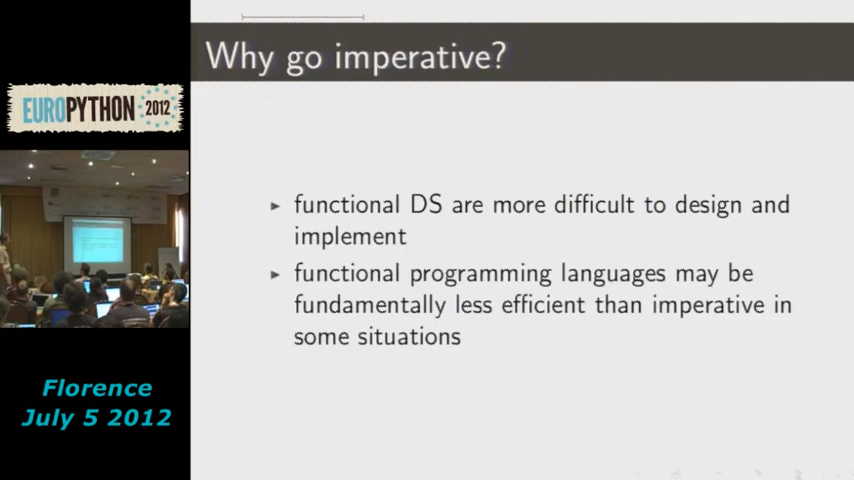 Why go imperative?
EUROPYTHON 2012
▸ functional DS are more difficult to design and
implement
▸ functional programming languages may be
fundamentally less efficient than imperative in
some situations
Florence
July 5 2012